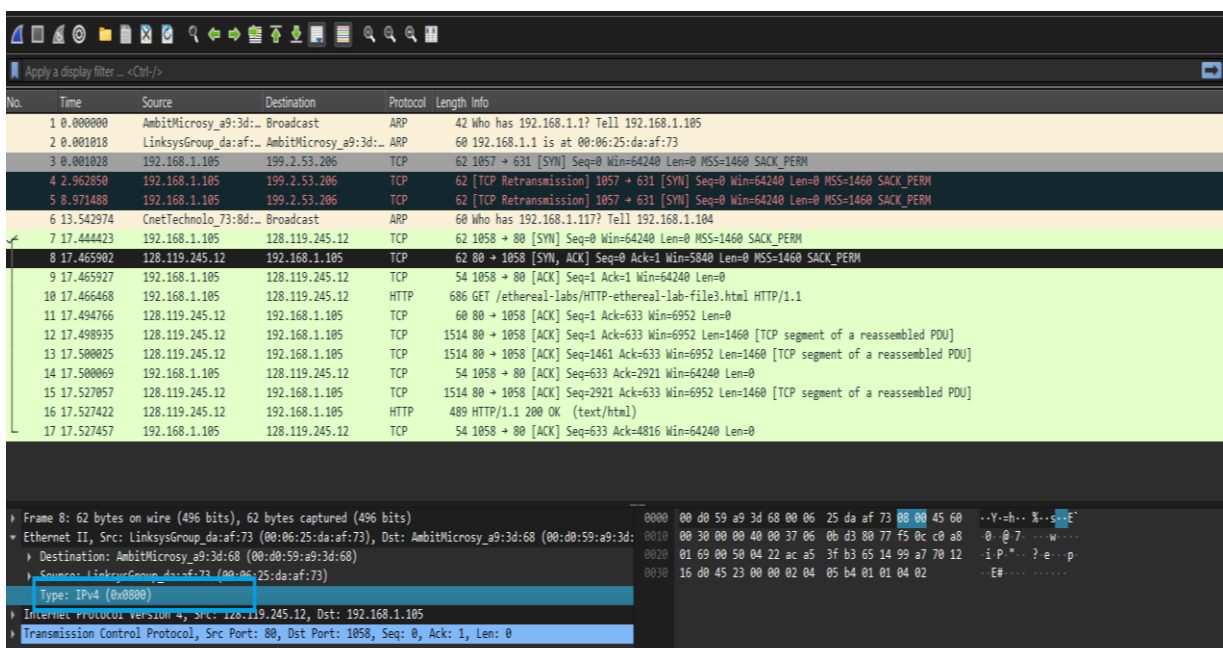 Apply a display filter ... <Ctrl-/>
No. Time Source Destination Protocol Length Info
1 0.000000 AmbitMicrosy_a9:3d:… Broadcast ARP 42 Who has 192.168.1.1? Tell 192.168.1.105
2 0.001018 LinksysGroup_da:af:… AmbitMicrosy_a9:3d:… ARP 60 192.168.1.1 is at 00:06:25:da:af:73
3 0.001028 192.168.1.105 199.2.53.206 TCP 62 1057 → 631 [SYN] Seq=0 Win=64240 Len=0 MSS=1460 SACK_PERM
4 2.962850 192.168.1.105 199.2.53.206 TCP 62 [TCP Retransmission] 1057 → 631 [SYN] Seq=0 Win=64240 Len=0 MSS=1460 SACK_PERM
5 8.971488 192.168.1.105 199.2.53.206 TCP 62 [TCP Retransmission] 1057 → 631 [SYN] Seq=0 Win=64240 Len=0 MSS=1460 SACK_PERM
6 13.542974 CnetTechnolo_73:8d:… Broadcast ARP 60 Who has 192.168.1.117? Tell 192.168.1.104
7 17.444423 192.168.1.105 128.119.245.12 TCP 62 1058 → 80 [SYN] Seq=0 Win=64240 Len=0 MSS=1460 SACK_PERM
8 17.465902 128.119.245.12 192.168.1.105 TCP 62 80 → 1058 [SYN, ACK] Seq=0 Ack=1 Win=5840 Len=0 MSS=1460 SACK_PERM
9 17.465927 192.168.1.105 128.119.245.12 TCP 54 1058 → 80 [ACK] Seq=1 Ack=1 Win=64240 Len=0
10 17.466468 192.168.1.105 128.119.245.12 HTTP 686 GET /ethereal-labs/HTTP-ethereal-lab-file3.html HTTP/1.1
11 17.494766 128.119.245.12 192.168.1.105 TCP 60 80 → 1058 [ACK] Seq=1 Ack=633 Win=6952 Len=0
12 17.498935 128.119.245.12 192.168.1.105 TCP 1514 80 → 1058 [ACK] Seq=1 Ack=633 Win=6952 Len=1460 [TCP segment of a reassembled PDU]
13 17.500025 128.119.245.12 192.168.1.105 TCP 1514 80 → 1058 [ACK] Seq=1461 Ack=633 Win=6952 Len=1460 [TCP segment of a reassembled PDU]
14 17.500069 192.168.1.105 128.119.245.12 TCP 54 1058 → 80 [ACK] Seq=633 Ack=2921 Win=64240 Len=0
15 17.527057 128.119.245.12 192.168.1.105 TCP 1514 80 → 1058 [ACK] Seq=2921 Ack=633 Win=6952 Len=1460 [TCP segment of a reassembled PDU]
16 17.527422 128.119.245.12 192.168.1.105 HTTP 489 HTTP/1.1 200 OK (text/html)
17 17.527457 192.168.1.105 128.119.245.12 TCP 54 1058 → 80 [ACK] Seq=633 Ack=4816 Win=64240 Len=0
Frame 8: 62 bytes on wire (496 bits), 62 bytes captured (496 bits)
Ethernet II, Src: LinksysGroup_da:af:73 (00:06:25:da:af:73), Dst: AmbitMicrosy_a9:3d:68 (00:d0:59:a9:3d:
Destination: AmbitMicrosy_a9:3d:68 (00:d0:59:a9:3d:68)
Source: LinksysGroup_da:af:73 (00:06:25:da:af:73)
Type: IPv4 (0x0800)
Internet Protocol Version 4, Src: 128.119.245.12, Dst: 192.168.1.105
Transmission Control Protocol, Src Port: 80, Dst Port: 1058, Seq: 0, Ack: 1, Len: 0
0000 00 d0 59 a9 3d 68 00 06 25 da af 73 08 00 45 60 ··Y·=h·· %··s··E`
0010 00 30 00 00 40 00 37 06 0b d3 80 77 f5 0c c0 a8 ·0··@·7· ···w····
0020 01 69 00 50 04 22 ac a5 3f b3 65 14 99 a7 70 12 ·i·P·"·· ?·e···p·
0030 16 d0 45 23 00 00 02 04 05 b4 01 01 04 02 ··E#···· ······